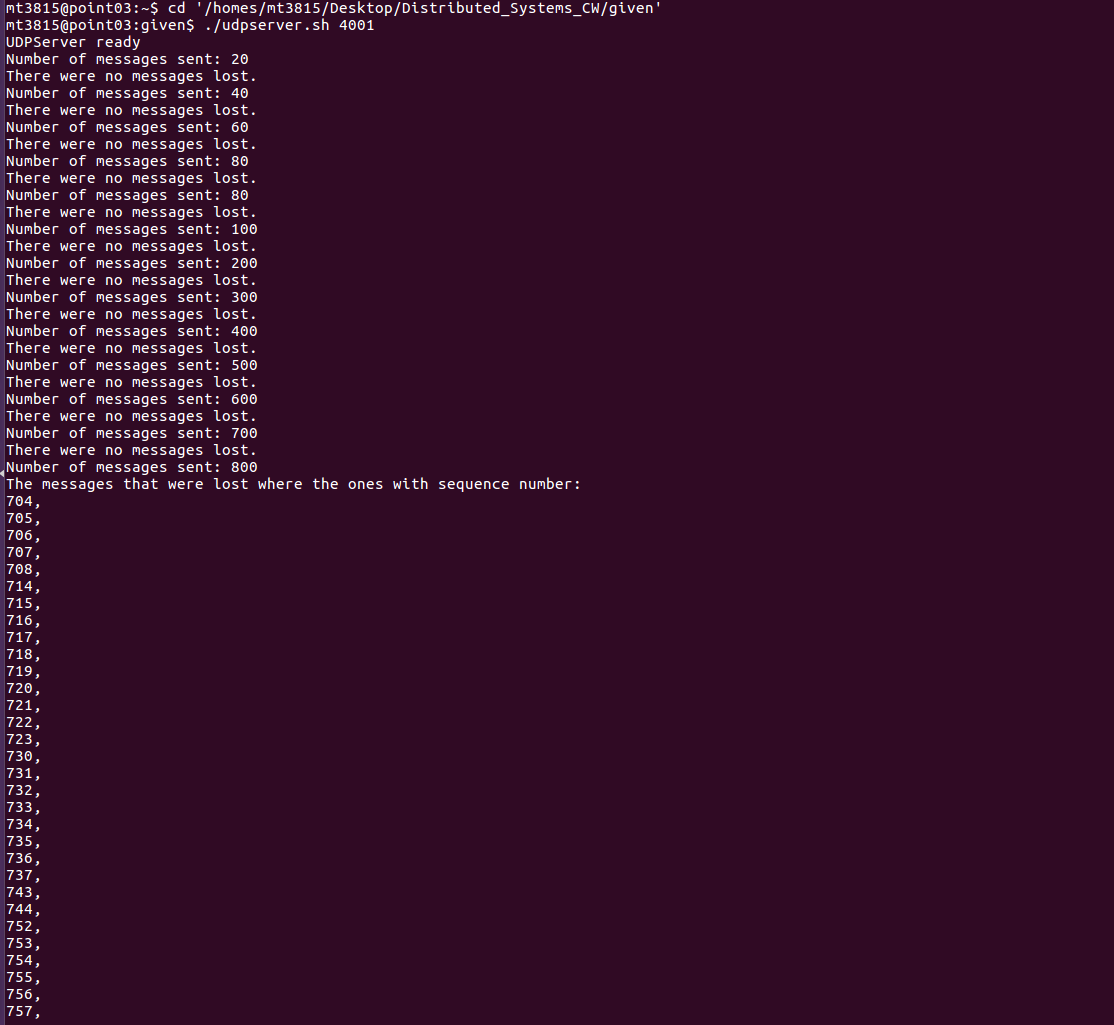 mt3815@point03:~$ cd '/homes/mt3815/Desktop/Distributed_Systems_CW/given'
mt3815@point03:given$ ./udpserver.sh 4001
UDPServer ready
Number of messages sent: 20
There were no messages lost.
Number of messages sent: 40
There were no messages lost.
Number of messages sent: 60
There were no messages lost.
Number of messages sent: 80
There were no messages lost.
Number of messages sent: 80
There were no messages lost.
Number of messages sent: 100
There were no messages lost.
Number of messages sent: 200
There were no messages lost.
Number of messages sent: 300
There were no messages lost.
Number of messages sent: 400
There were no messages lost.
Number of messages sent: 500
There were no messages lost.
Number of messages sent: 600
There were no messages lost.
Number of messages sent: 700
There were no messages lost.
Number of messages sent: 800
The messages that were lost where the ones with sequence number:
704,
705,
706,
707,
708,
714,
715,
716,
717,
718,
719,
720,
721,
722,
723,
730,
731,
732,
733,
734,
735,
736,
737,
743,
744,
752,
753,
754,
755,
756,
757,